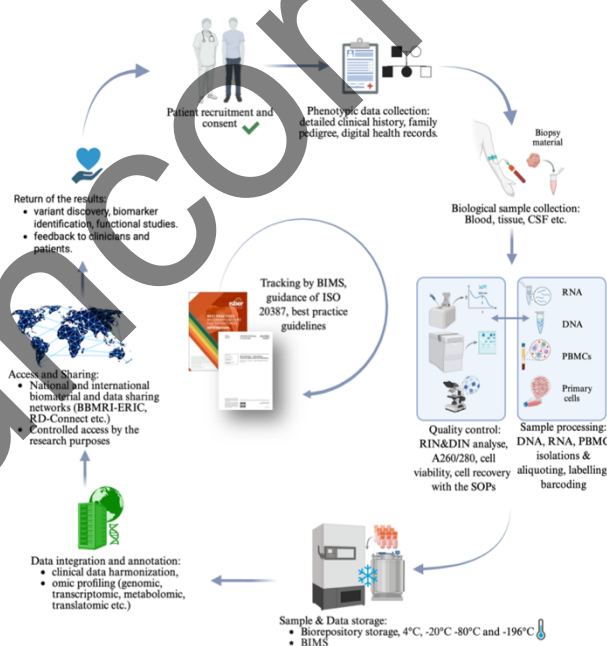 Patient recruitment and
consent
Phenotypic data collection:
detailed clinical history, family
pedigree, digital health records.
Biopsy
material
Biological sample collection:
Blood, tissue, CSF etc.
Return of the results:
• variant discovery, biomarker
identification, functional studies.
• feedback to clinicians and
patients.
Tracking by BIMS,
guidance of ISO
20387, best practice
guidelines
RNA
DNA
PBMCs
Primary
cells
Access and Sharing:
• National and international
biomaterial and data sharing
networks (BBMRI-ERIC,
RD-Connect etc.)
• Controlled access by the
research purposes
Quality control:
RIN&DIN analyse,
A260/280, cell
viability, cell recovery
with the SOPs
Sample processing:
DNA, RNA, PBMC
isolations &
aliquoting, labelling
barcoding
Data integration and annotation:
• clinical data harmonization,
• omic profiling (genomic,
transcriptomic, metabolomic,
translatomic etc.)
Sample & Data storage:
• Biorepository storage, 4°C, -20°C -80°C and -196°C
• BIMS